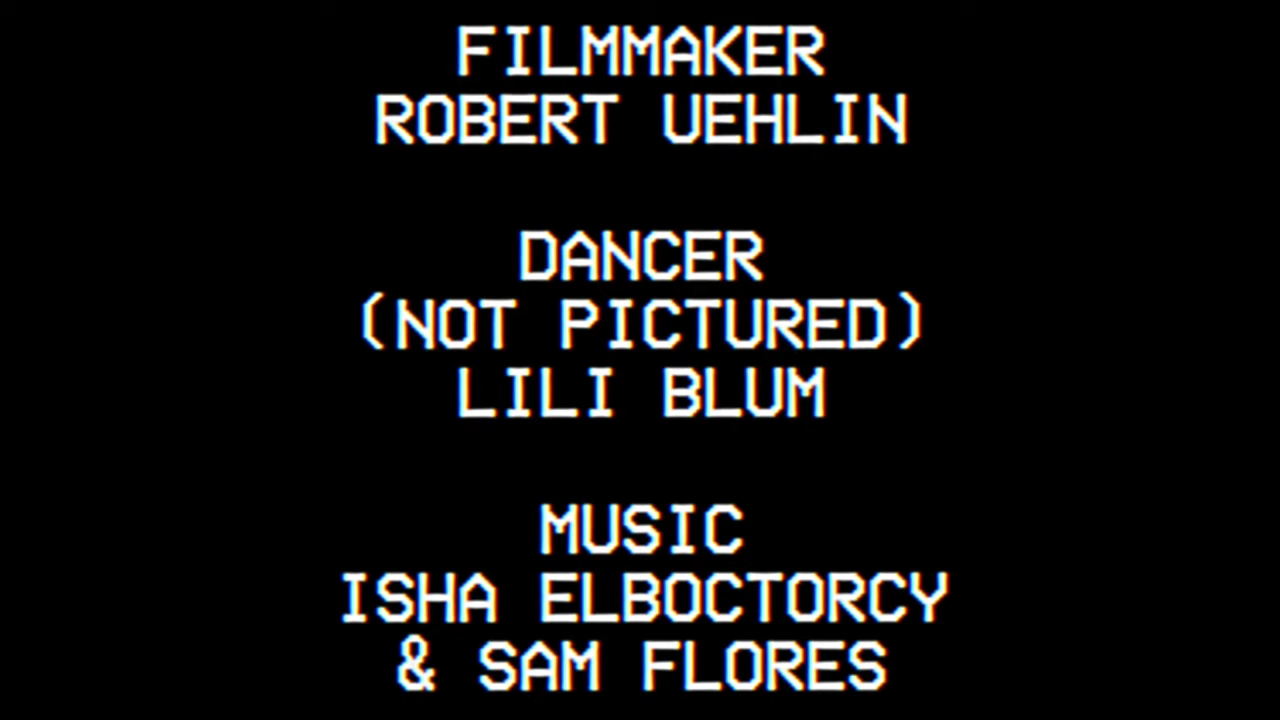 FILMMAKER
ROBERT UEHLIN
DANCER
(NOT PICTURED)
LILI BLUM
MUSIC
ISHA ELBOCTORCY
& SAM FLORES